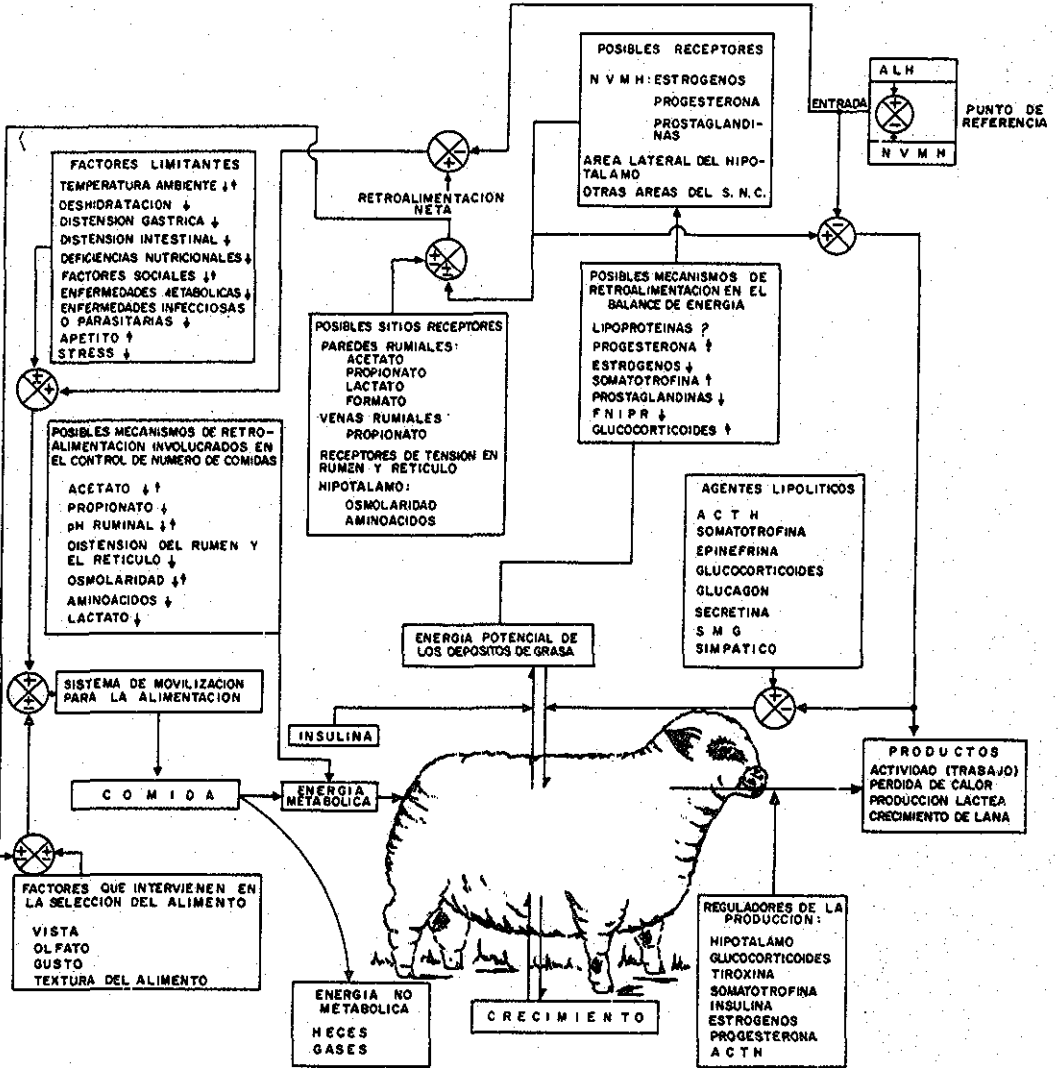 POSIBLES RECEPTORES
N V M H : ESTROGENOS
PROGESTERONA
PROSTAGLANDI-
NAS
AREA LATERAL DEL HIPO-
TALAMO
OTRAS AREAS DEL S.N.C.
ENTRADA
A L H
+
-
N V M H
PUNTO DE
REFERENCIA
FACTORES LIMITANTES
TEMPERATURA AMBIENTE ↓↑
DESHIDRATACION ↓
DISTENSION GASTRICA ↓
DISTENSION INTESTINAL ↓
DEFICIENCIAS NUTRICIONALES ↓
FACTORES SOCIALES ↓↑
ENFERMEDADES METABOLICAS ↓
ENFERMEDADES INFECCIOSAS
O PARASITARIAS ↓
APETITO ↑
STRESS ↓
+ -
RETROALIMENTACION
NETA
+ -
± ± ±
± +
POSIBLES SITIOS RECEPTORES
PAREDES RUMIALES:
ACETATO
PROPIONATO
LACTATO
FORMATO
VENAS RUMIALES
PROPIONATO
RECEPTORES DE TENSION EN
RUMEN Y RETICULO
HIPOTALAMO:
OSMOLARIDAD
AMINOACIDOS
POSIBLES MECANISMOS DE
RETROALIMENTACION EN EL
BALANCE DE ENERGIA
LIPOPROTEINAS ?
PROGESTERONA ↑
ESTROGENOS ↓
SOMATOTROFINA ↑
PROSTAGLANDINAS ↓
F N I P R ↓
GLUCOCORTICOIDES ↑
POSIBLES MECANISMOS DE RETRO-
ALIMENTACION INVOLUCRADOS EN
EL CONTROL DE NUMERO DE COMIDAS
ACETATO ↓↑
PROPIONATO ↓
pH RUMINAL ↓↑
DISTENSION DEL RUMEN Y
EL RETICULO ↓
OSMOLARIDAD ↓↑
AMINOACIDOS ↓
LACTATO ↓
AGENTES LIPOLITICOS
A C T H
SOMATOTROFINA
EPINEFRINA
GLUCOCORTICOIDES
GLUCAGON
SECRETINA
S M G
SIMPATICO
ENERGIA POTENCIAL DE
LOS DEPOSITOS DE GRASA
+ +
SISTEMA DE MOVILIZACION
PARA LA ALIMENTACION
INSULINA
+ -
C O M I D A
ENERGIA
METABOLICA
PRODUCTOS
ACTIVIDAD (TRABAJO)
PERDIDA DE CALOR
PRODUCCION LACTEA
CRECIMIENTO DE LANA
± ±
FACTORES QUE INTERVIENEN EN
LA SELECCION DEL ALIMENTO
VISTA
OLFATO
GUSTO
TEXTURA DEL ALIMENTO
REGULADORES DE LA
PRODUCCION:
HIPOTALAMO
GLUCOCORTICOIDES
TIROXINA
SOMATOTROFINA
INSULINA
ESTROGENOS
PROGESTERONA
A C T H
ENERGIA NO
METABOLICA
HECES
GASES
C R E C I M I E N T O